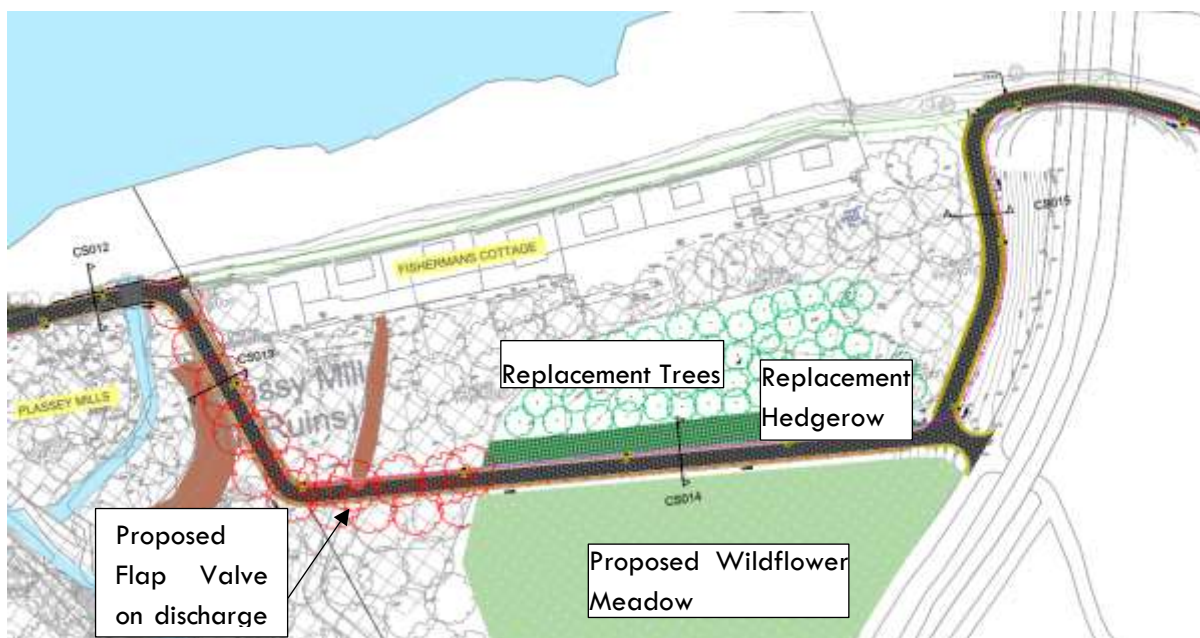 CS012
FISHERMANS COTTAGE
CS015
CS013
PLASSEY MILLS
Replacement Trees
Replacement
Hedgerow
CS014
Proposed
Flap Valve
on discharge
Proposed Wildflower
Meadow